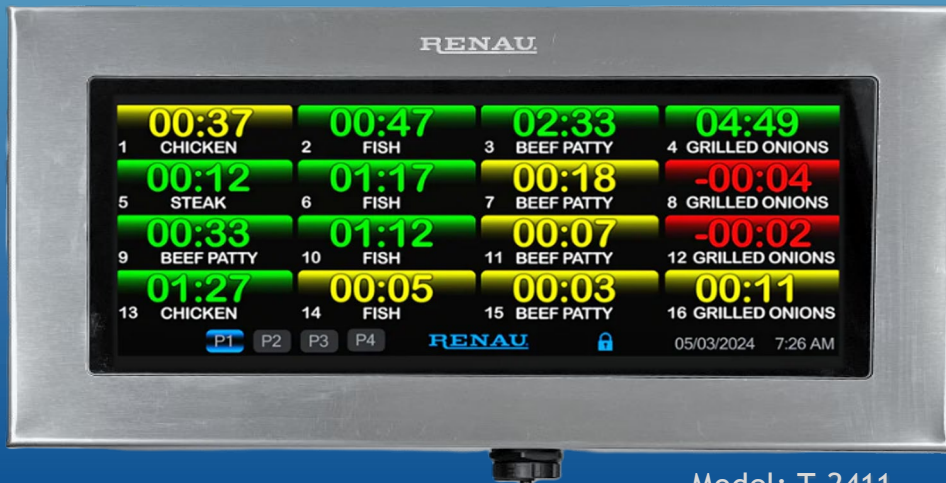 RENAU
00:37 00:47 02:33 04:49
1 CHICKEN 2 FISH 3 BEEF PATTY 4 GRILLED ONIONS
00:12 01:17 00:18 -00:04
5 STEAK 6 FISH 7 BEEF PATTY 8 GRILLED ONIONS
00:33 01:12 00:07 -00:02
9 BEEF PATTY 10 FISH 11 BEEF PATTY 12 GRILLED ONIONS
01:27 00:05 00:03 00:11
13 CHICKEN 14 FISH 15 BEEF PATTY 16 GRILLED ONIONS
P1 P2 P3 P4 RENAU 05/03/2024 7:26 AM
Model: T-2411